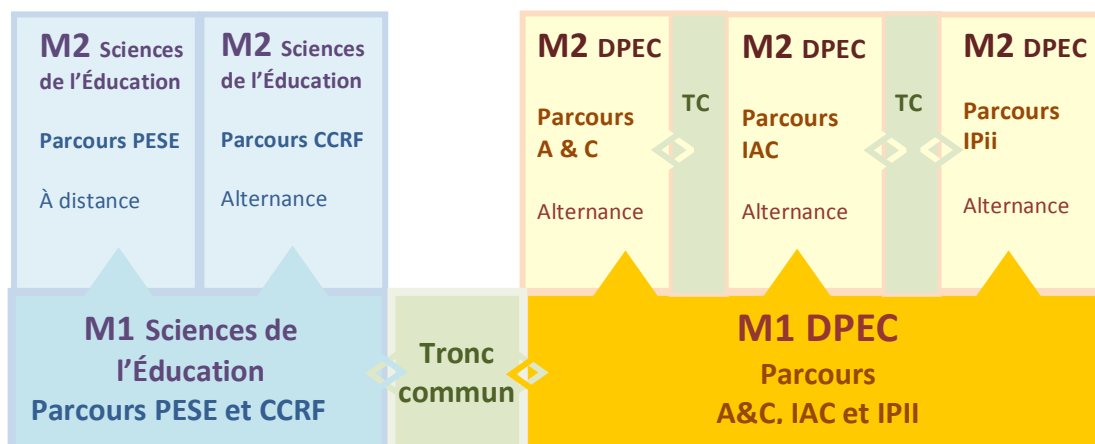 M2 Sciences
de l'Éducation
Parcours PESE
À distance
M2 Sciences
de l'Éducation
Parcours CCRF
Alternance
M2 DPEC
Parcours
A & C
Alternance
TC
M2 DPEC
Parcours
IAC
Alternance
TC
M2 DPEC
Parcours
IPii
Alternance
M1 Sciences de
l'Éducation
Parcours PESE et CCRF
Tronc
commun
M1 DPEC
Parcours
A&C, IAC et IPII